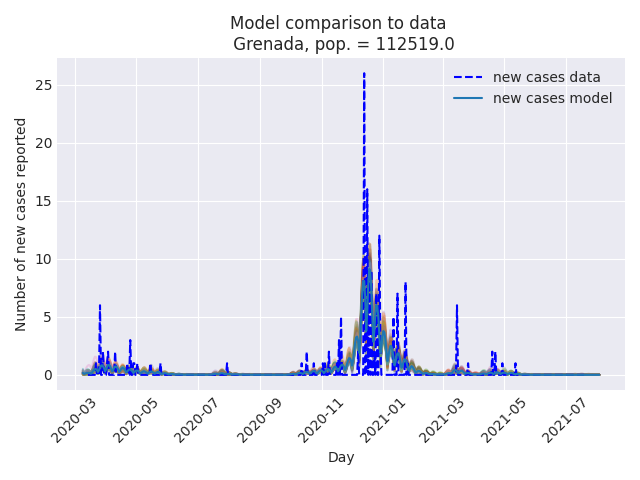 Model comparison to data
Grenada, pop. = 112519.0
new cases data
new cases model
Number of new cases reported
25
20
15
10
5
0
2020-03
2020-05
2020-07
2020-09
2020-11
2021-01
2021-03
2021-05
2021-07
Day